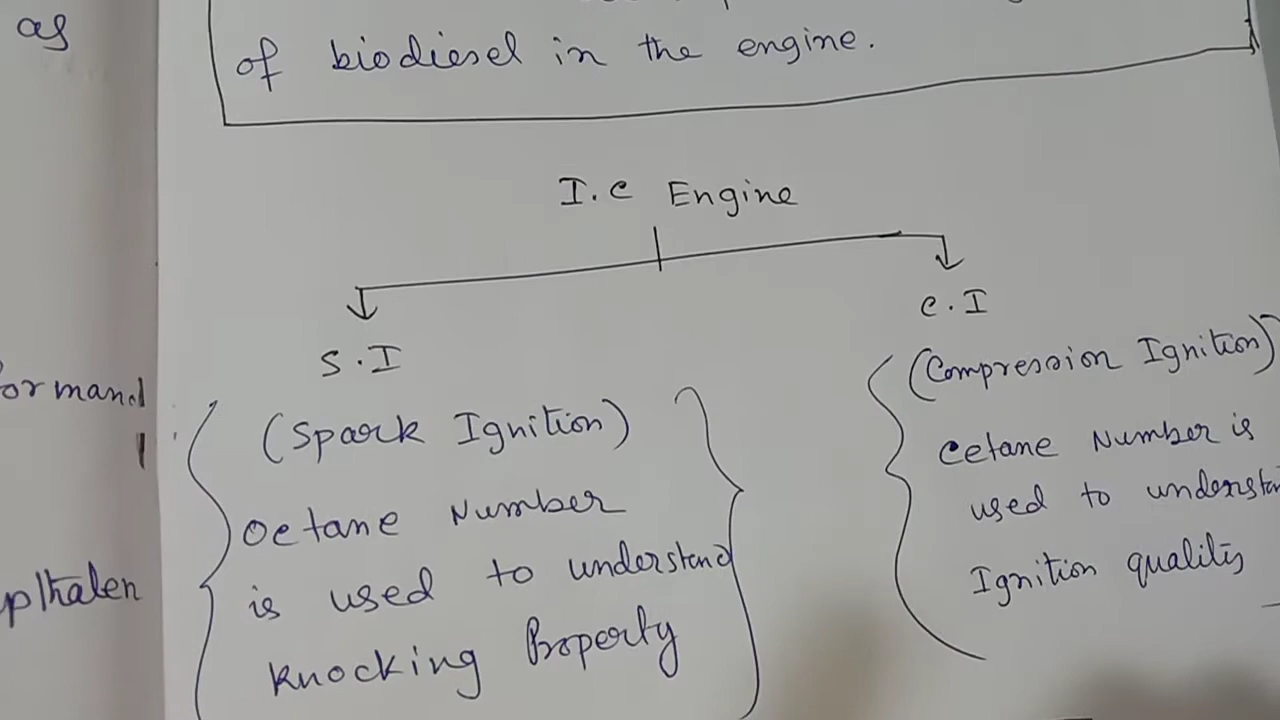 as
of biodiesel in the engine.
I.C Engine
S.I
C.I
(Spark Ignition)
Octane Number
is used to understand
Knocking Property
(Compression Ignition)
Cetane Number is
used to
Ignition quality